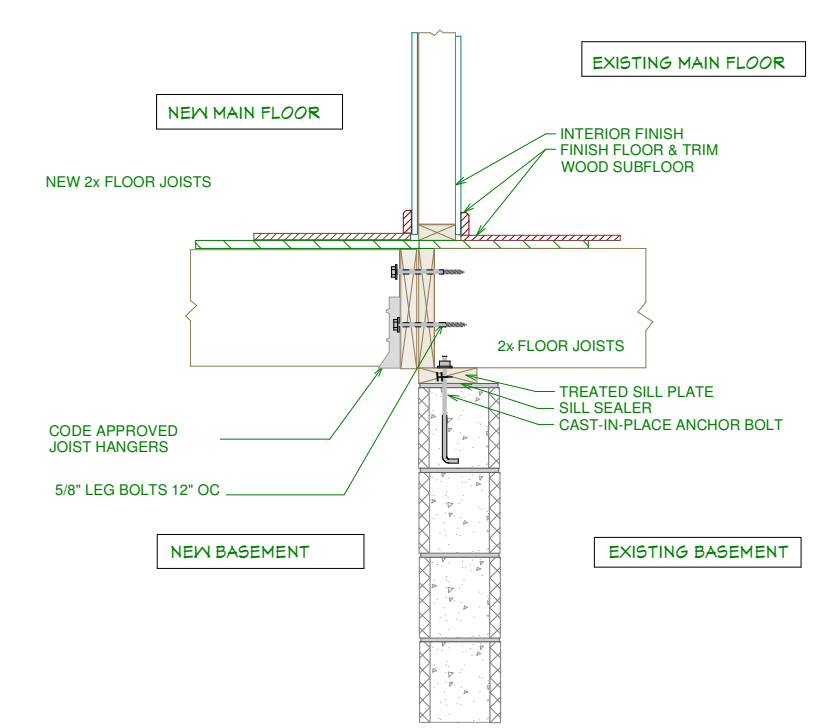 EXISTING MAIN FLOOR
NEW MAIN FLOOR
INTERIOR FINISH
FINISH FLOOR & TRIM
WOOD SUBFLOOR
NEW 2x FLOOR JOISTS
2x FLOOR JOISTS
TREATED SILL PLATE
SILL SEALER
CAST-IN-PLACE ANCHOR BOLT
CODE APPROVED
JOIST HANGERS
5/8" LEG BOLTS 12" OC
NEW BASEMENT
EXISTING BASEMENT